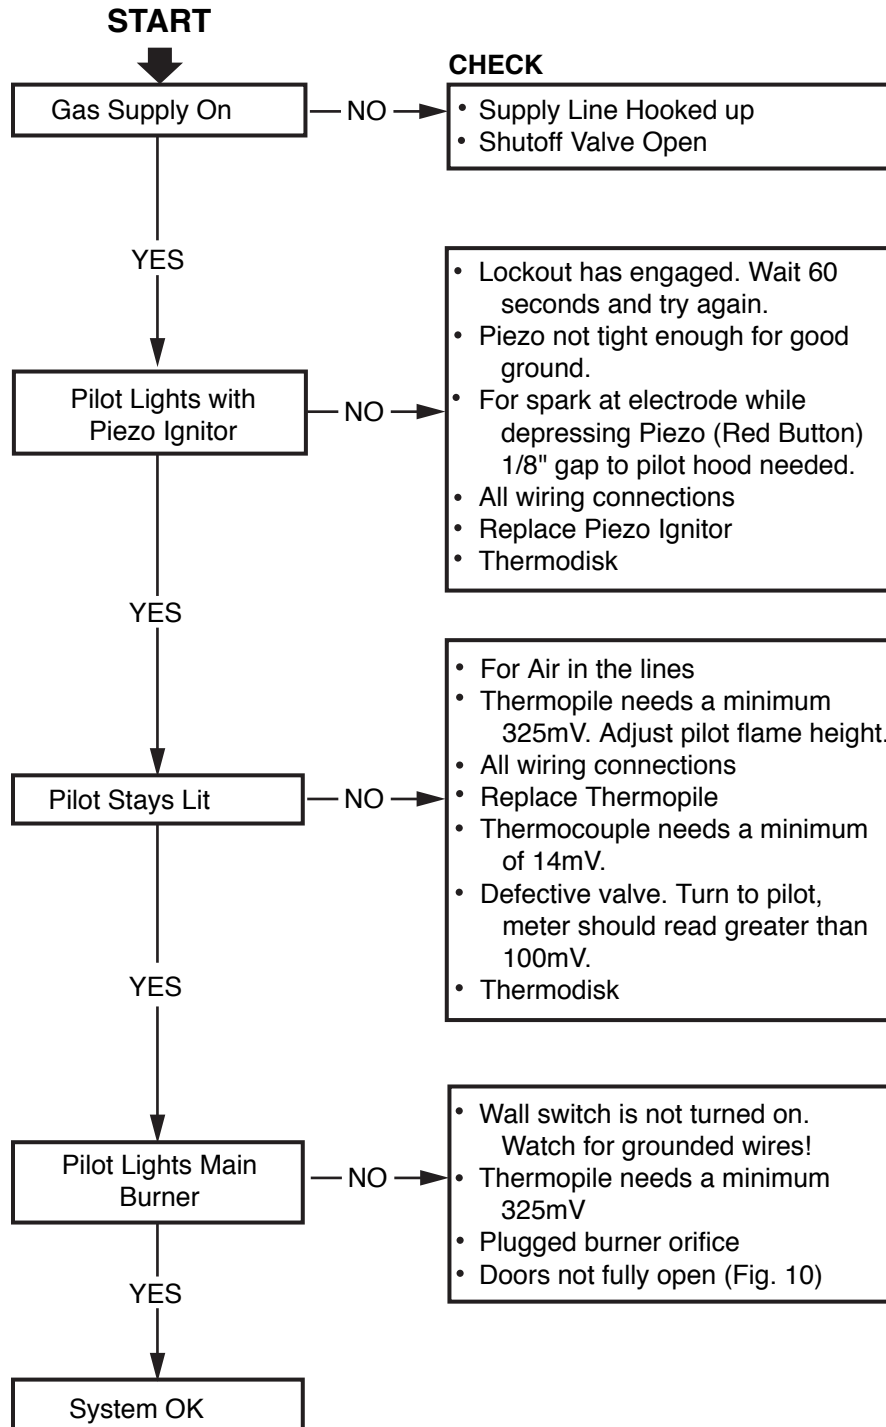 START
CHECK
Gas Supply On
NO
• Supply Line Hooked up
• Shutoff Valve Open
YES
Pilot Lights with
Piezo Ignitor
NO
• Lockout has engaged. Wait 60
seconds and try again.
• Piezo not tight enough for good
ground.
• For spark at electrode while
depressing Piezo (Red Button)
1/8" gap to pilot hood needed.
• All wiring connections
• Replace Piezo Ignitor
• Thermodisk
YES
Pilot Stays Lit
NO
• For Air in the lines
• Thermopile needs a minimum
325mV. Adjust pilot flame height.
• All wiring connections
• Replace Thermopile
• Thermocouple needs a minimum
of 14mV.
• Defective valve. Turn to pilot,
meter should read greater than
100mV.
• Thermodisk
YES
Pilot Lights Main
Burner
NO
• Wall switch is not turned on.
Watch for grounded wires!
• Thermopile needs a minimum
325mV
• Plugged burner orifice
• Doors not fully open (Fig. 10)
YES
System OK